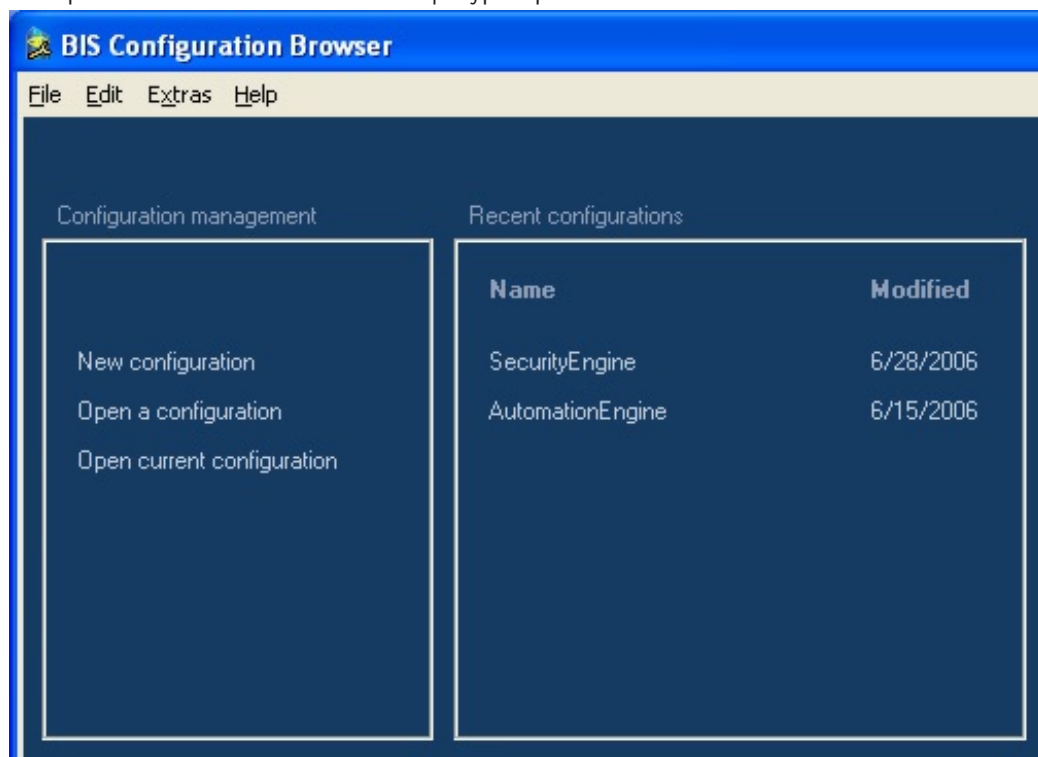 BIS Configuration Browser
File Edit Extras Help
Configuration management
New configuration
Open a configuration
Open current configuration
Recent configurations
Name Modified
SecurityEngine 6/28/2006
AutomationEngine 6/15/2006